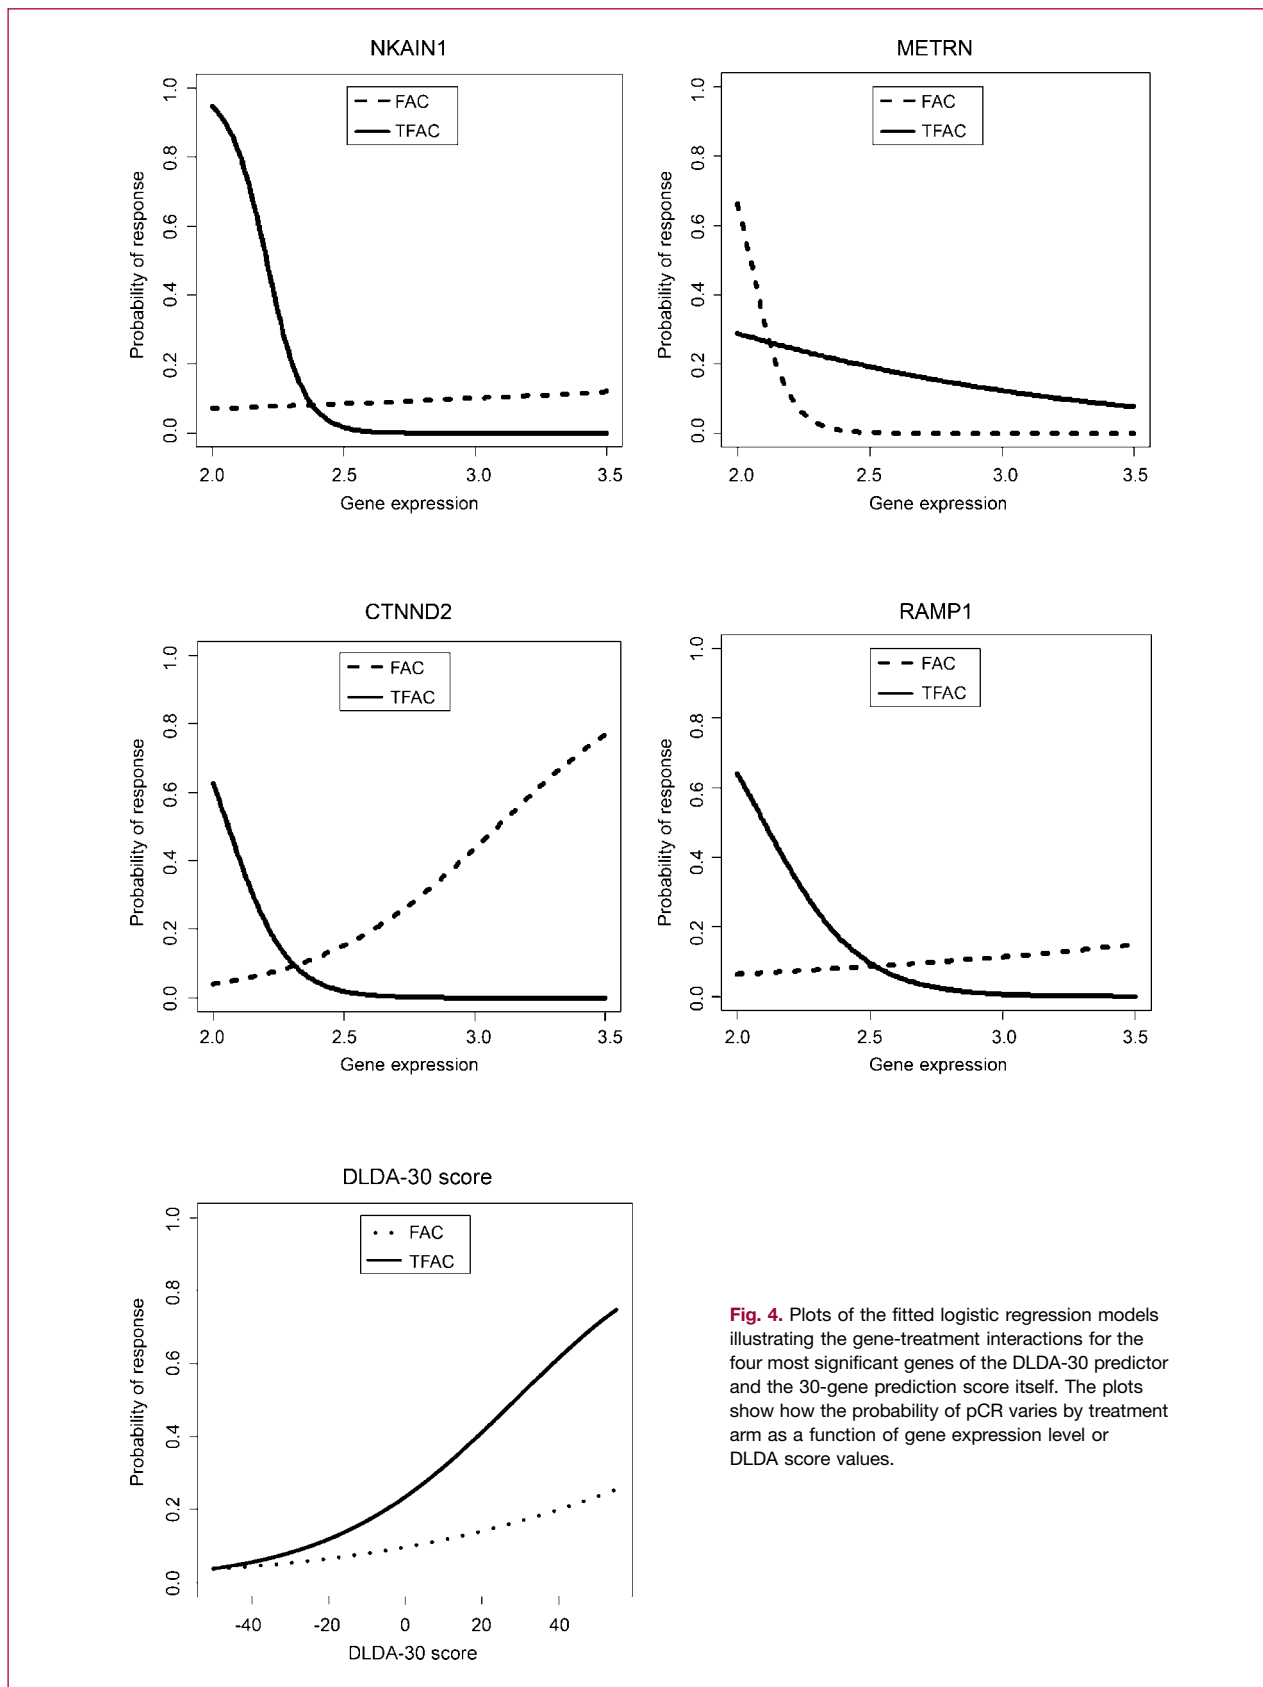 NKAIN1
FAC
TFAC
Probability of response
0.0 0.2 0.4 0.6 0.8 1.0
2.0 2.5 3.0 3.5
Gene expression
METRN
FAC
TFAC
Probability of response
0.0 0.2 0.4 0.6 0.8 1.0
2.0 2.5 3.0 3.5
Gene expression
CTNND2
FAC
TFAC
Probability of response
0.0 0.2 0.4 0.6 0.8 1.0
2.0 2.5 3.0 3.5
Gene expression
RAMP1
FAC
TFAC
Probability of response
0.0 0.2 0.4 0.6 0.8 1.0
2.0 2.5 3.0 3.5
Gene expression
DLDA-30 score
FAC
TFAC
Probability of response
0.0 0.2 0.4 0.6 0.8 1.0
-40 -20 0 20 40
DLDA-30 score
Fig. 4. Plots of the fitted logistic regression models
illustrating the gene-treatment interactions for the
four most significant genes of the DLDA-30 predictor
and the 30-gene prediction score itself. The plots
show how the probability of pCR varies by treatment
arm as a function of gene expression level or
DLDA score values.